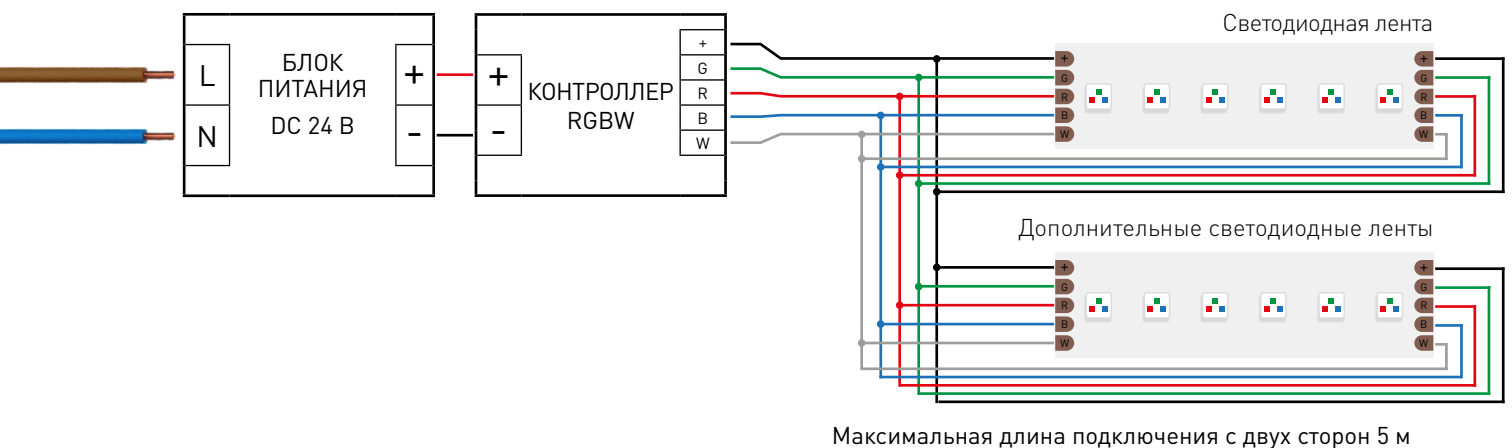 Светодиодная лента
L
N
БЛОК
ПИТАНИЯ
DC 24 В
+
-
+
-
КОНТРОЛЛЕР
RGBW
+
G
R
B
W
+
G
R
B
W
+
G
R
B
W
Дополнительные светодиодные ленты
+
G
R
B
W
+
G
R
B
W
Максимальная длина подключения с двух сторон 5 м